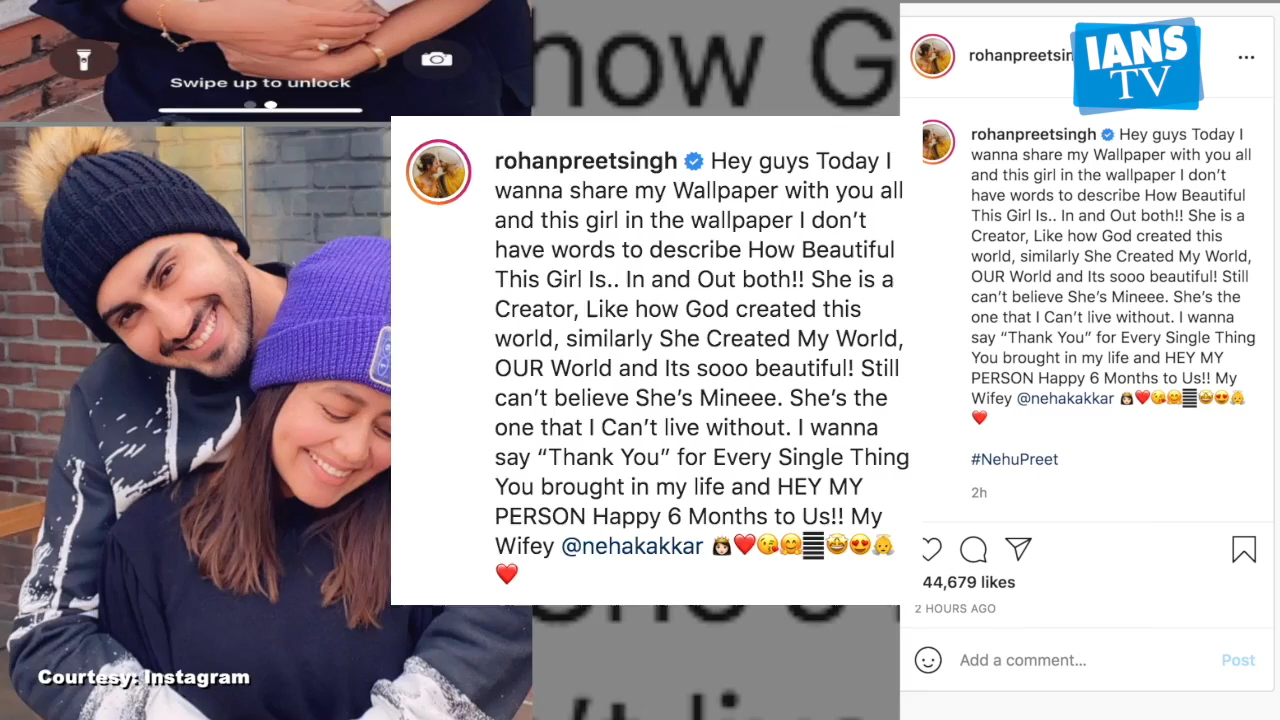 Swipe up to unlock
how G
Courtesy: Instagram
rohanpreetsingh Hey guys Today I
wanna share my Wallpaper with you all
and this girl in the wallpaper I don't
have words to describe How Beautiful
This Girl Is.. In and Out both!! She is a
Creator, Like how God created this
world, similarly She Created My World,
OUR World and Its sooo beautiful! Still
can't believe She's Mineee. She's the
one that I Can't live without. I wanna
say “Thank You” for Every Single Thing
You brought in my life and HEY MY
PERSON Happy 6 Months to Us!! My
Wifey @nehakakkar 👸🏻❤️😘🤗🤩😍👼
❤️
rohanpreetsin
IANS
TV
rohanpreetsingh Hey guys Today I
wanna share my Wallpaper with you all
and this girl in the wallpaper I don't
have words to describe How Beautiful
This Girl Is.. In and Out both!! She is a
Creator, Like how God created this
world, similarly She Created My World,
OUR World and Its sooo beautiful! Still
can't believe She's Mineee. She's the
one that I Can't live without. I wanna
say “Thank You” for Every Single Thing
You brought in my life and HEY MY
PERSON Happy 6 Months to Us!! My
Wifey @nehakakkar 👸🏻❤️😘🤗🤩😍👼
❤️
#NehuPreet
2h
44,679 likes
2 HOURS AGO
Add a comment... Post